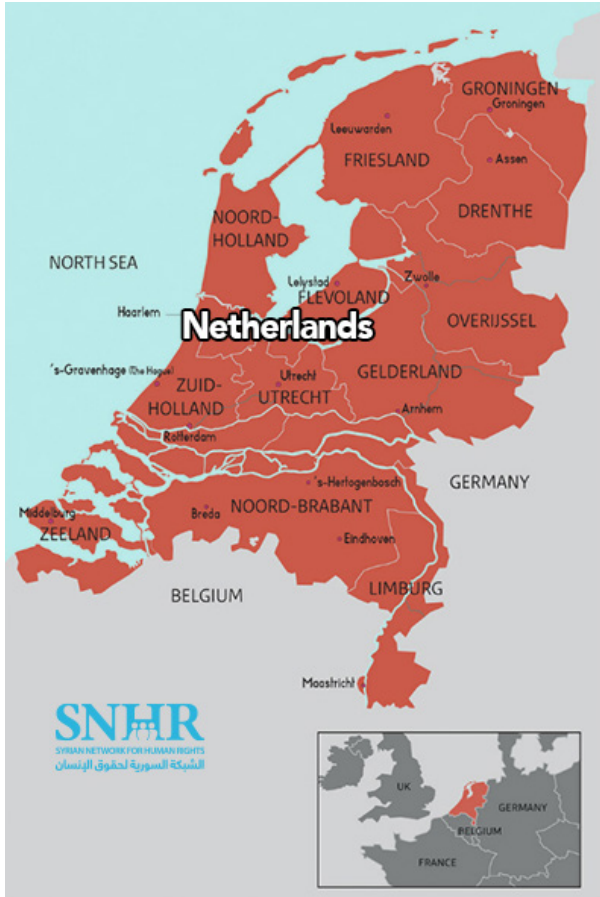 GRONINGEN
Groningen
Leeuwarden
FRIESLAND
Assen
DRENTHE
NOORD-
HOLLAND
NORTH SEA
Lelystad
Zwolle
FLEVOLAND
Haarlem
Netherlands
OVERIJSSEL
's-Gravenhage (The Hague)
ZUID-
HOLLAND
Utrecht
UTRECHT
GELDERLAND
Arnhem
Rotterdam
's-Hertogenbosch
GERMANY
Middelburg
ZEELAND
Breda
NOORD-BRABANT
Eindhoven
BELGIUM
LIMBURG
Maastricht
SNHR
SYRIAN NETWORK FOR HUMAN RIGHTS
الشبكة السورية لحقوق الإنسان
UK
GERMANY
BELGIUM
FRANCE